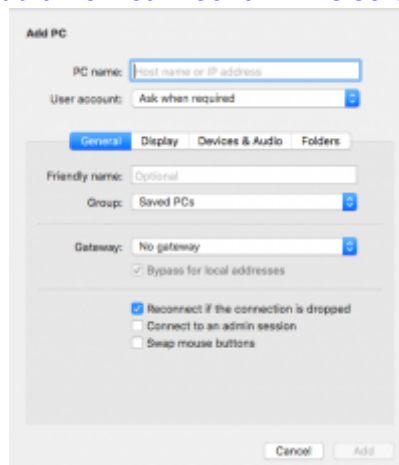 Add PC
PC name: Host name or IP address
User account: Ask when required
General Display Devices & Audio Folders
Friendly name: Optional
Group: Saved PCs
Gateway: No gateway
Bypass for local addresses
Reconnect if the connection is dropped
Connect to an admin session
Swap mouse buttons
Cancel Add